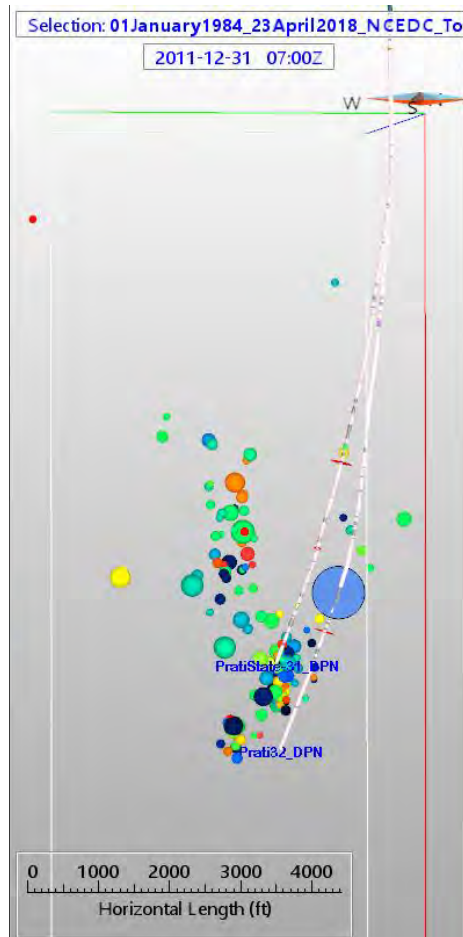 Selection: 01January1984_23April2018_NCEDC_To
2011-12-31 07:00Z
W
S
PratiState-31_DPN
Prati32_DPN
0 1000 2000 3000 4000
Horizontal Length (ft)